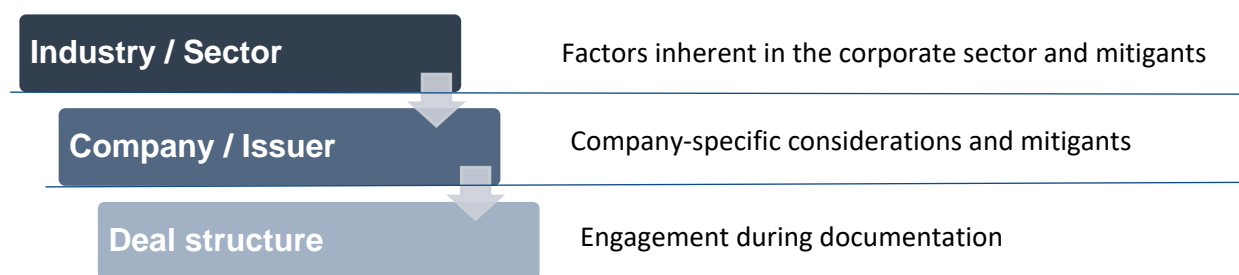 Industry / Sector
Factors inherent in the corporate sector and mitigants
Company / Issuer
Company-specific considerations and mitigants
Deal structure
Engagement during documentation